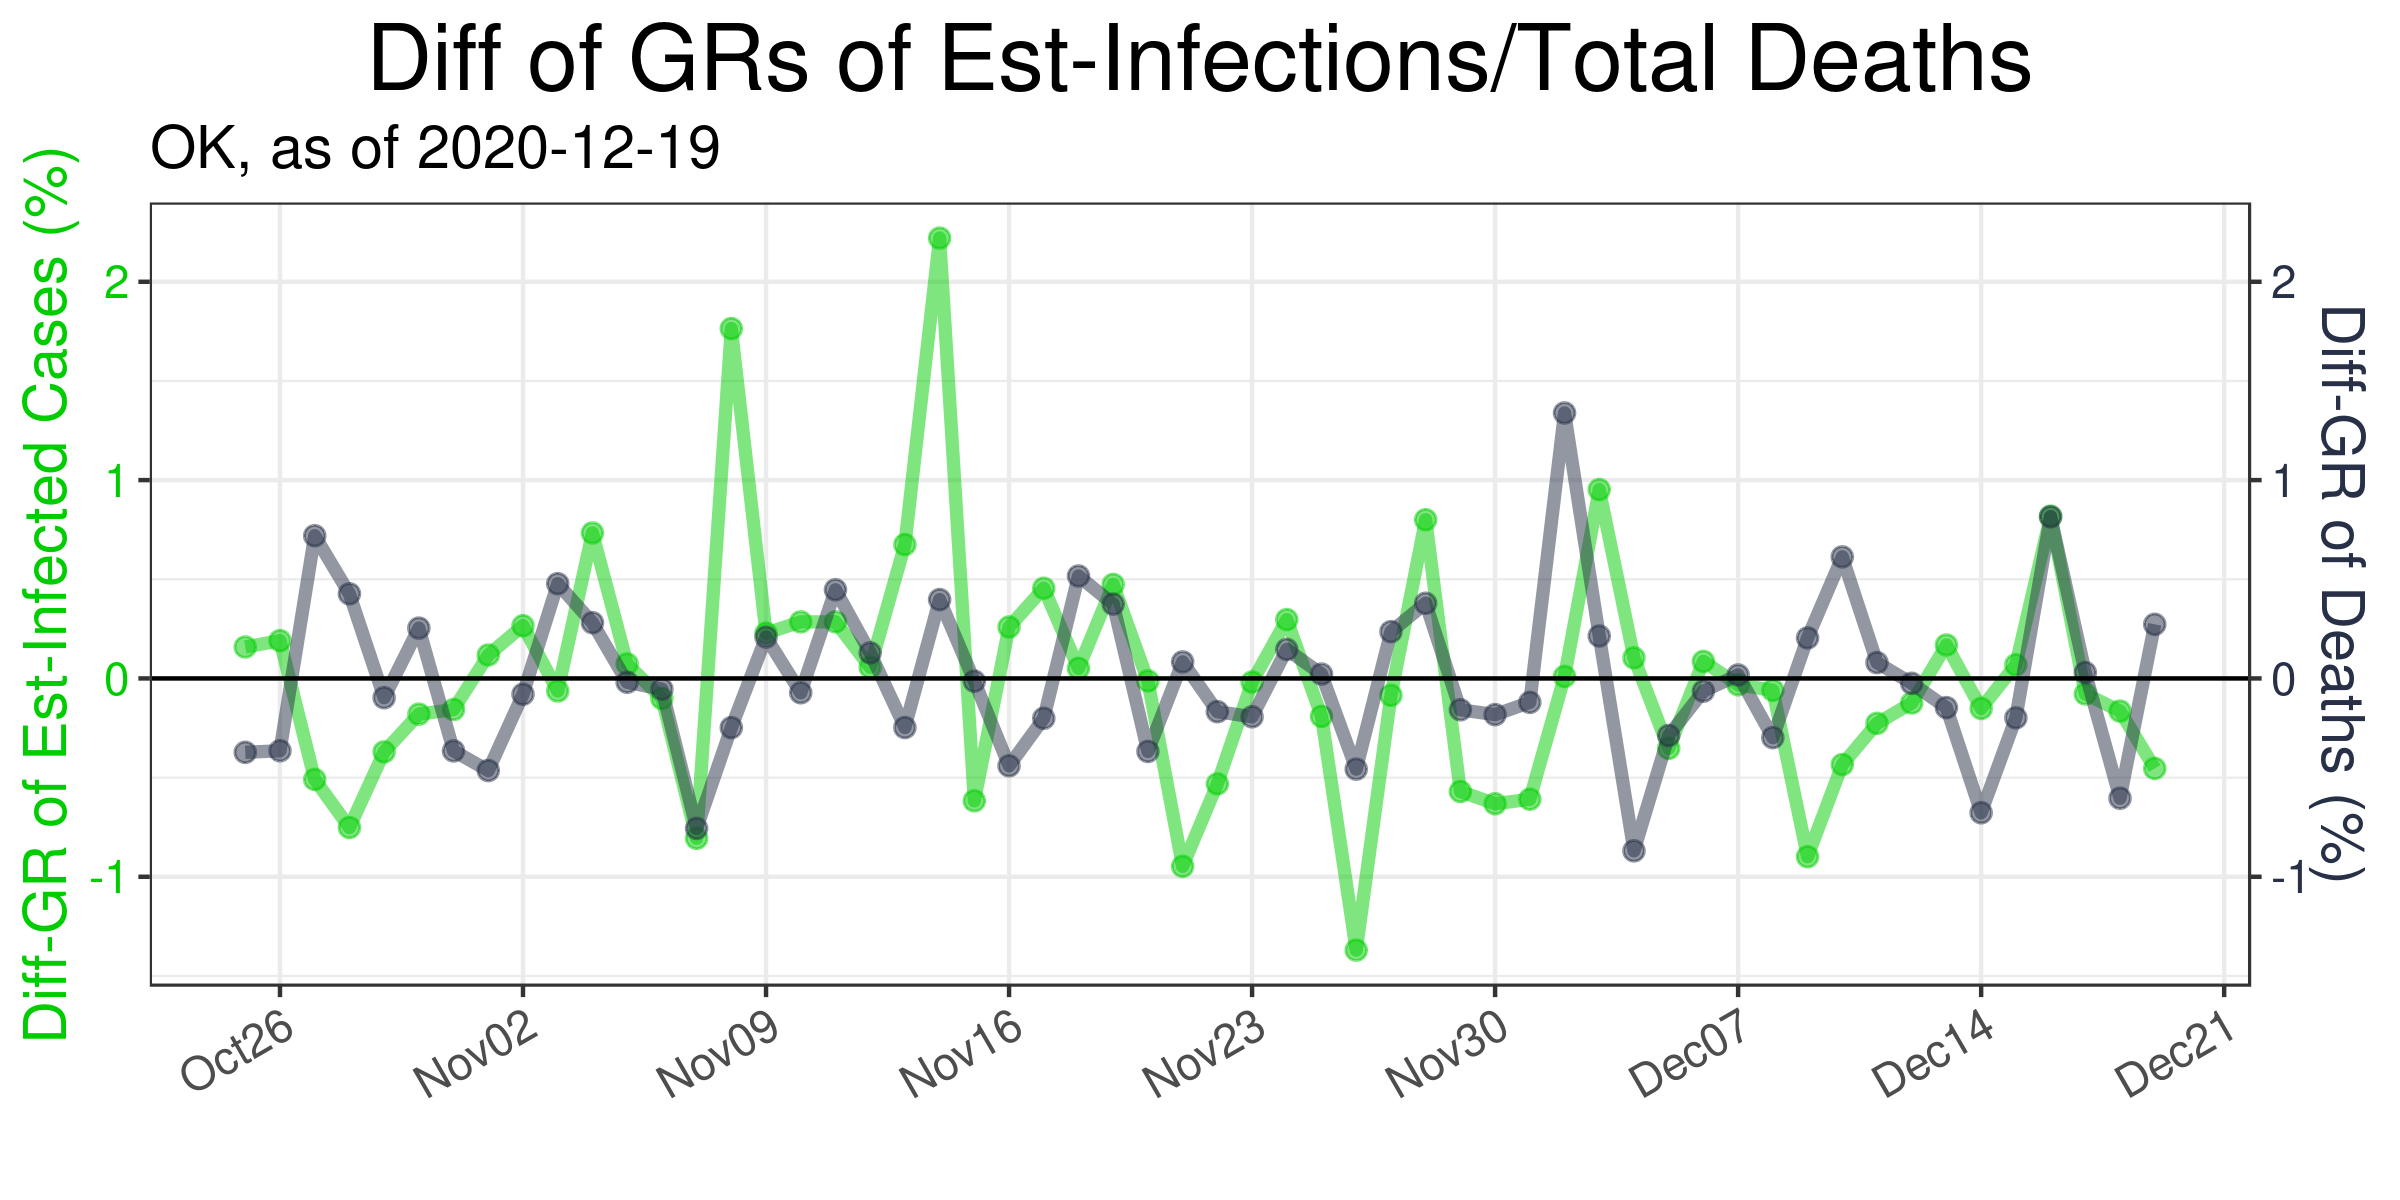 Diff of GRs of Est-Infections/Total Deaths
OK, as of 2020-12-19
Diff-GR of Est-Infected Cases (%)
2
1
0
-1
2
1
0
-1
Diff-GR of Deaths (%)
Oct26
Nov02
Nov09
Nov16
Nov23
Nov30
Dec07
Dec14
Dec21